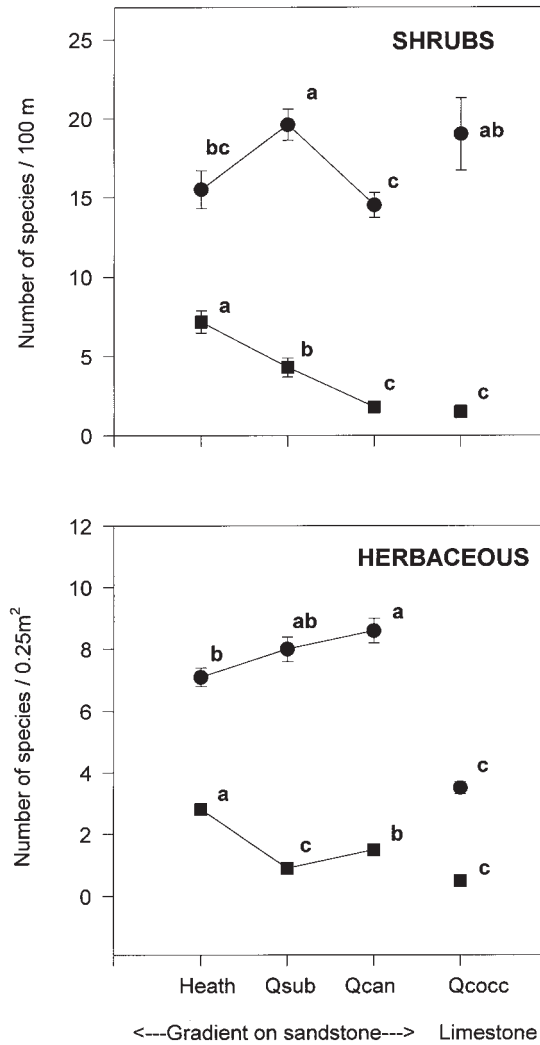 SHRUBS
Number of species / 100 m
25
20
15
10
5
0
bc
a
c
ab
a
b
c
c
HERBACEOUS
Number of species / 0.25m²
12
10
8
6
4
2
0
b
ab
a
c
a
c
b
c
Heath Qsub Qcan Qcocc
<---Gradient on sandstone---> Limestone